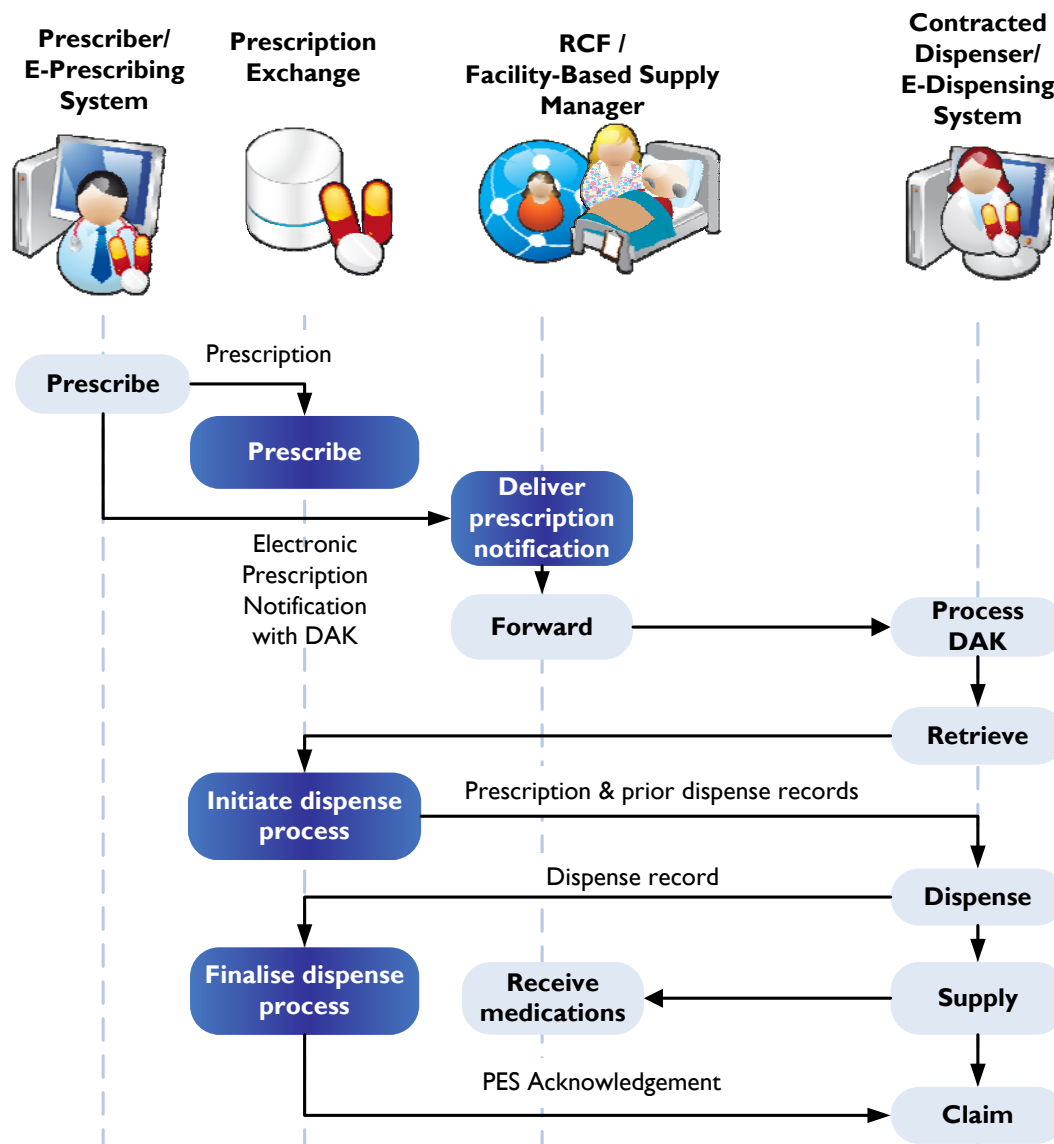 Prescriber/
E-Prescribing
System
Prescription
Exchange
RCF /
Facility-Based Supply
Manager
Contracted
Dispenser/
E-Dispensing
System
Prescription
Prescribe
Prescribe
Deliver
prescription
notification
Electronic
Prescription
Notification
with DAK
Forward
Process
DAK
Retrieve
Initiate dispense
process
Prescription & prior dispense records
Dispense record
Dispense
Finalise dispense
process
Receive
medications
Supply
PES Acknowledgement
Claim